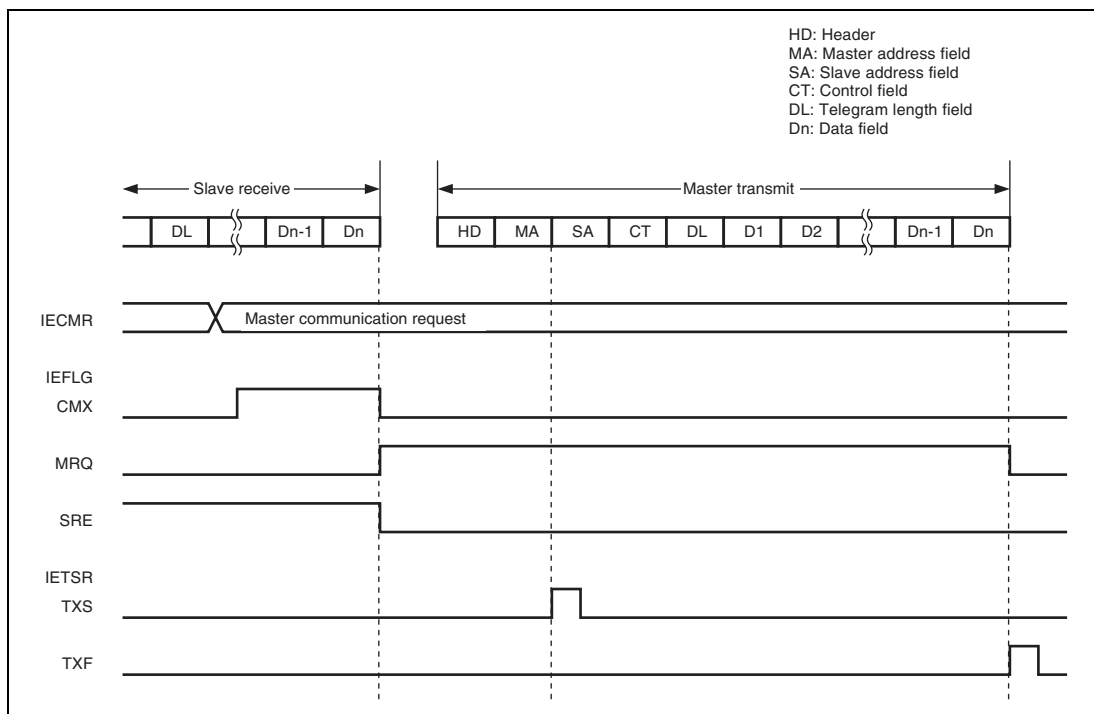 HD: Header
MA: Master address field
SA: Slave address field
CT: Control field
DL: Telegram length field
Dn: Data field
Slave receive
Master transmit
DL Dn-1 Dn HD MA SA CT DL D1 D2 Dn-1 Dn
IECMR Master communication request
IEFLG
CMX
MRQ
SRE
IETSR
TXS
TXF